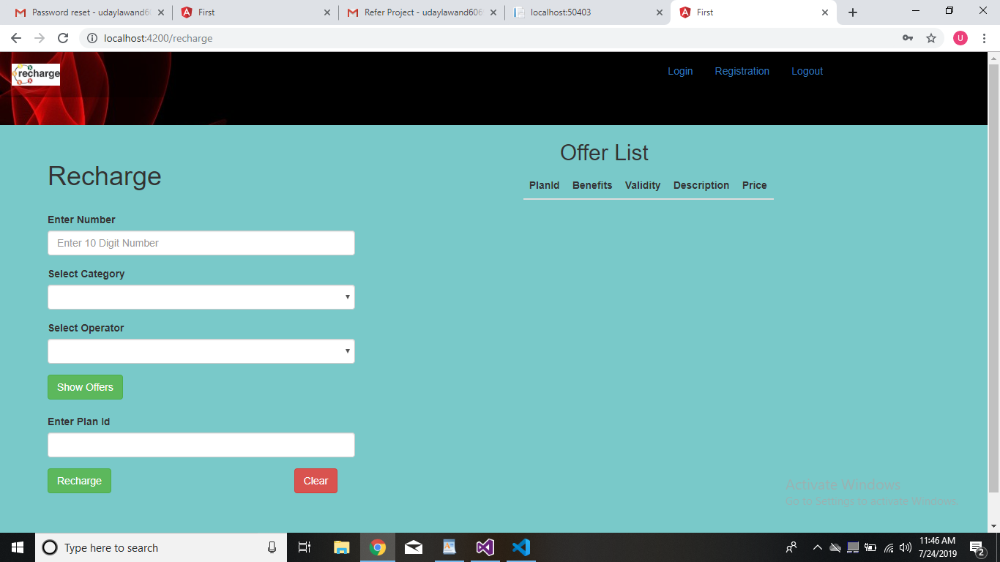 Password reset - udaylawand60
First
Refer Project - udaylawand606
localhost:50403
First
localhost:4200/recharge
U
recharge
Login Registration Logout
Offer List
PlanId Benefits Validity Description Price
Recharge
Enter Number
Enter 10 Digit Number
Select Category
Select Operator
Show Offers
Enter Plan Id
Recharge Clear
Activate Windows
Go to Settings to activate Windows.
Type here to search
11:46 AM
7/24/2019
2